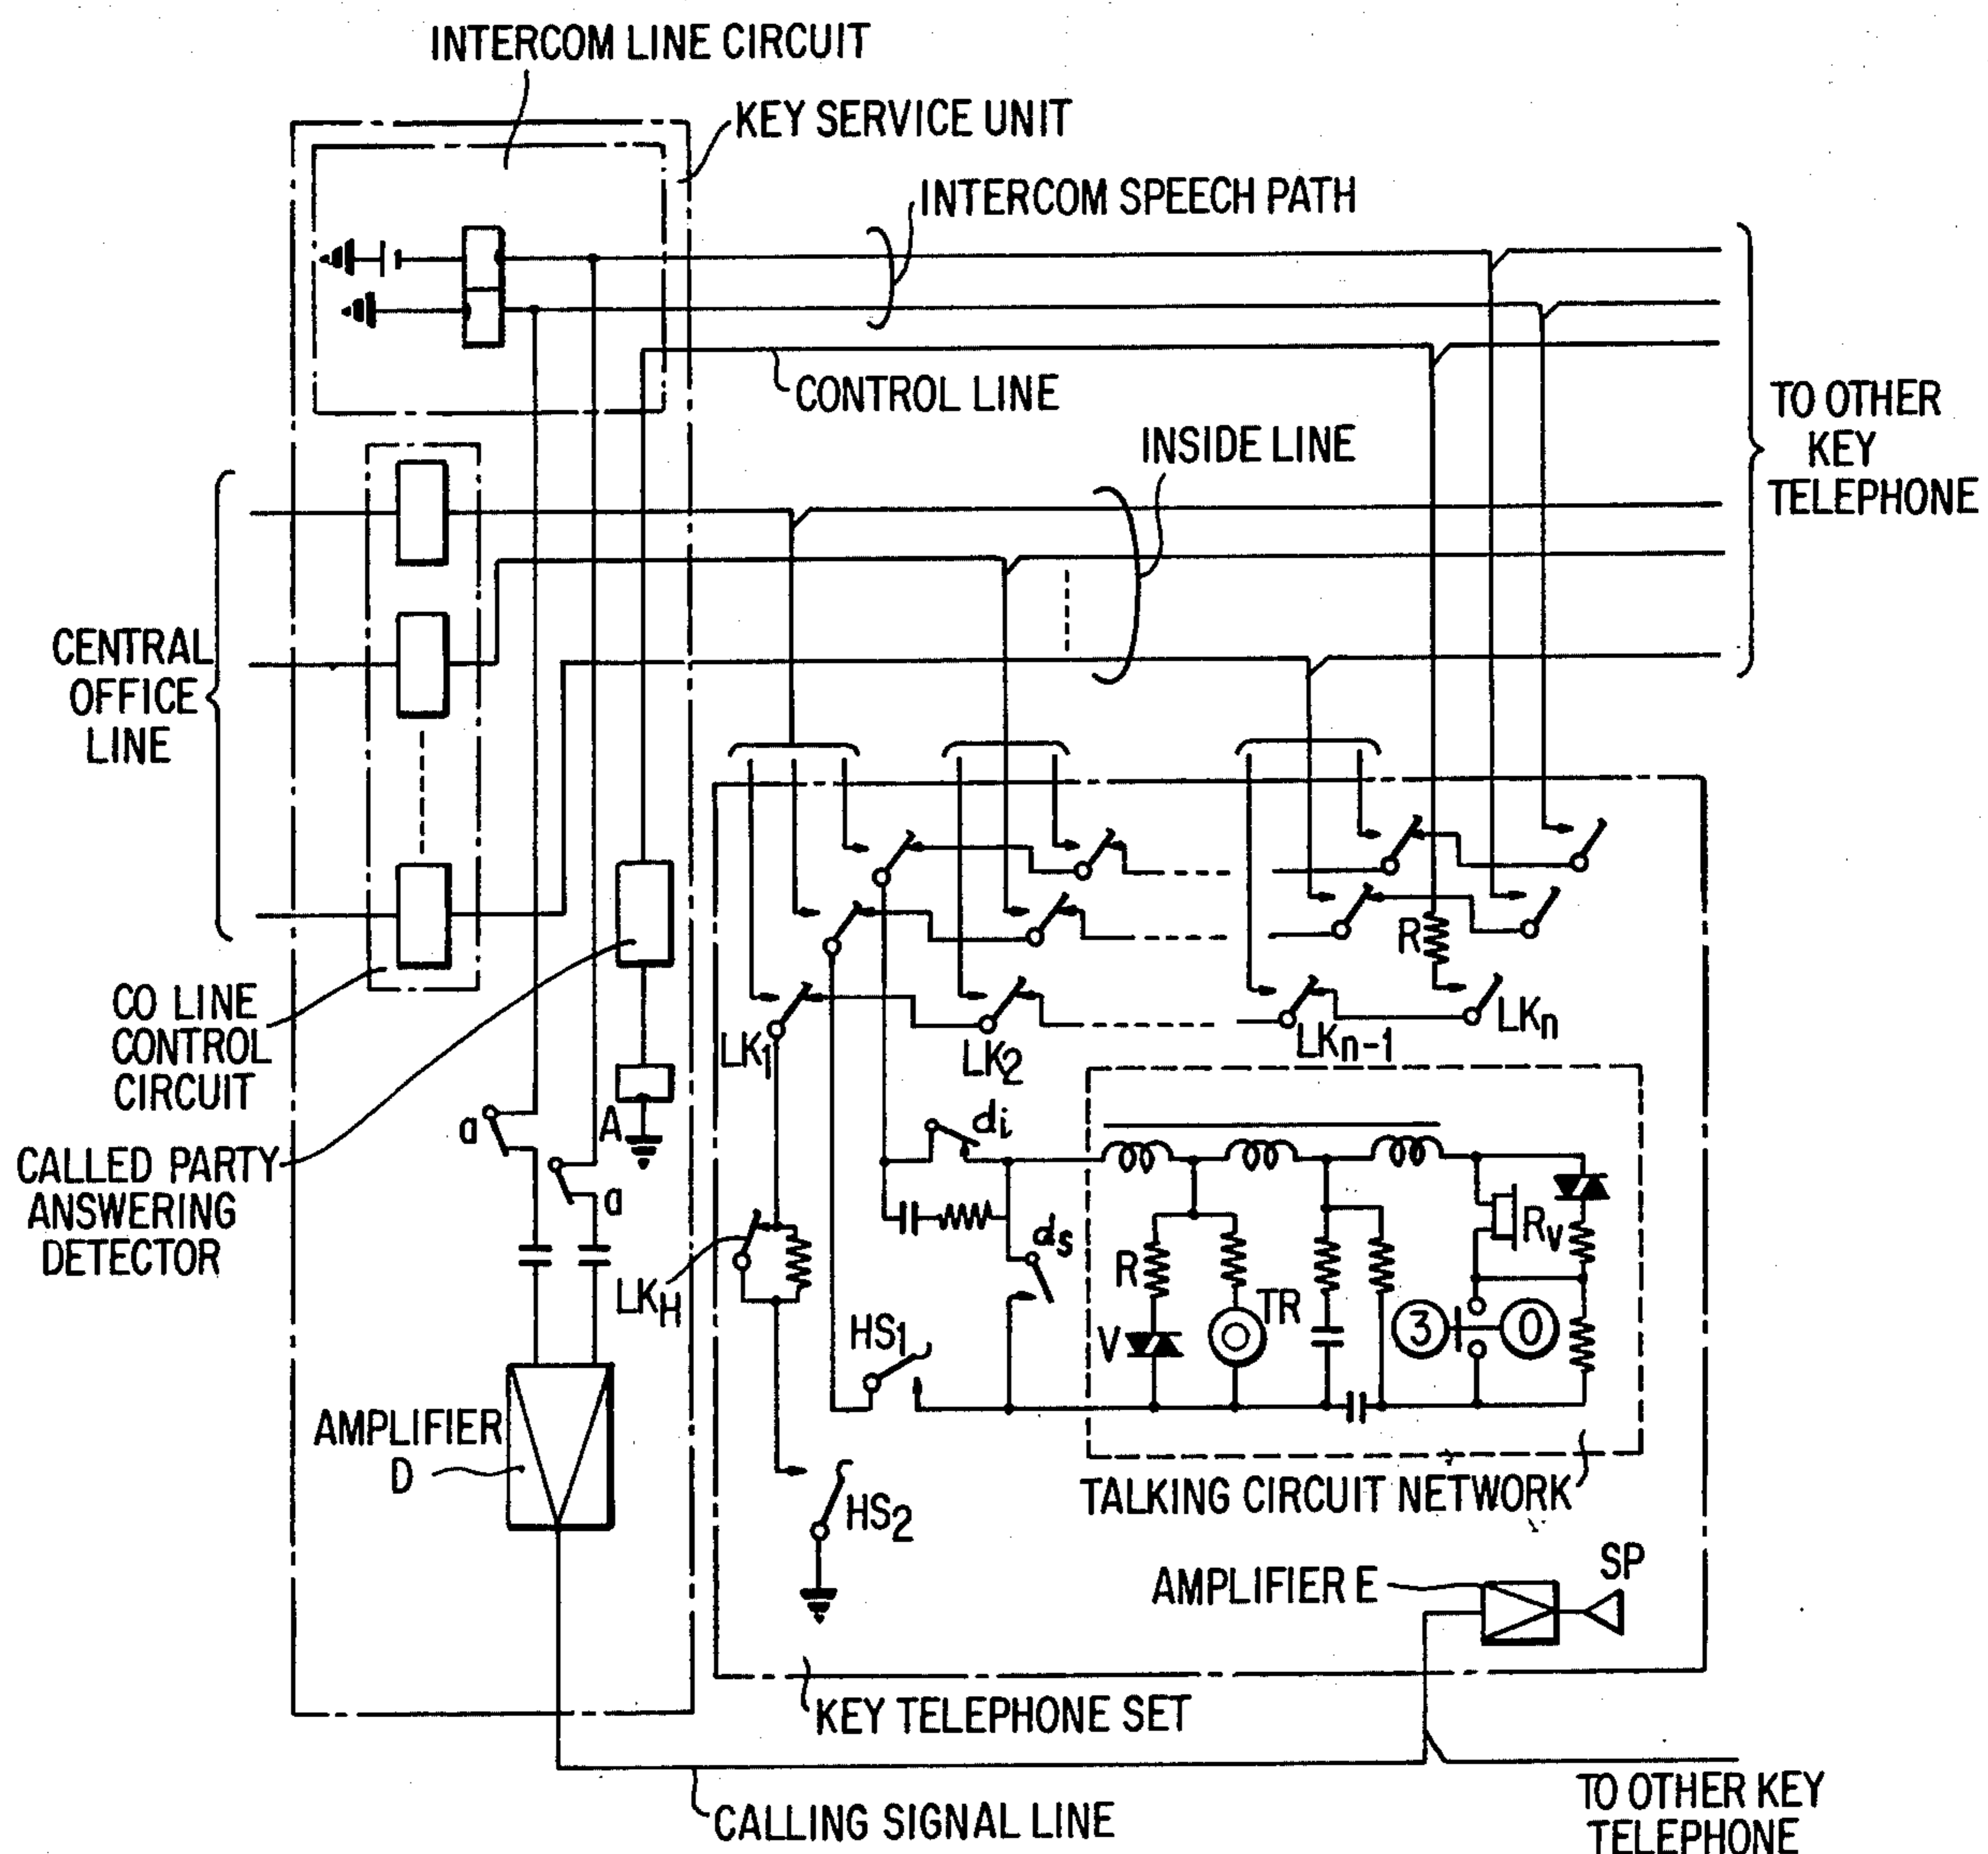 INTERCOM LINE CIRCUIT
KEY SERVICE UNIT
INTERCOM SPEECH PATH
CONTROL LINE
TO OTHER
KEY
TELEPHONE
INSIDE LINE
CENTRAL
OFFICE
LINE
R
CO LINE
CONTROL
CIRCUIT
LK1
LK2
LKn-1
LKn
a
A
a
di
CALLED PARTY
ANSWERING
DETECTOR
LKH
ds
R
TR
RV
V
3
0
HS1
AMPLIFIER
D
HS2
TALKING CIRCUIT NETWORK
AMPLIFIER E
SP
KEY TELEPHONE SET
CALLING SIGNAL LINE
TO OTHER KEY
TELEPHONE